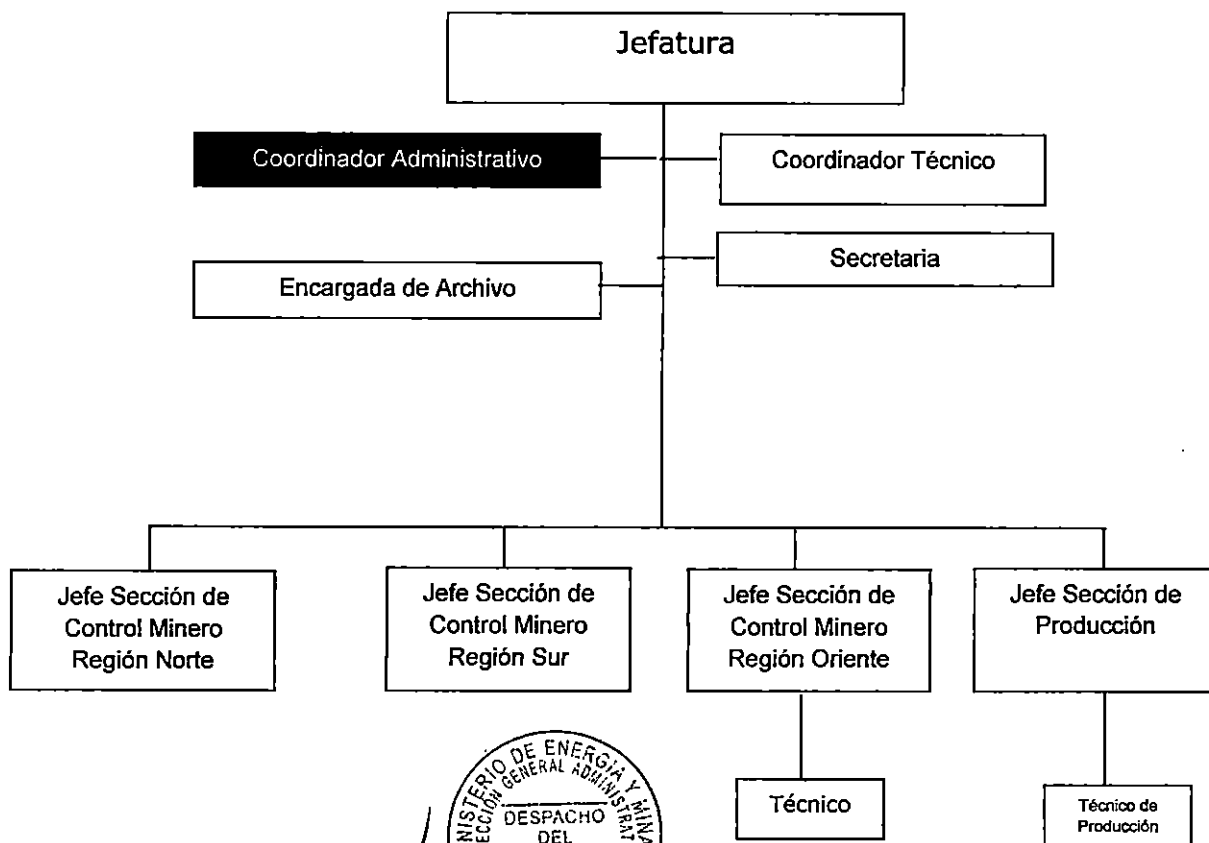 Jefatura
Coordinador Administrativo
Coordinador Técnico
Secretaria
Encargada de Archivo
Jefe Sección de
Control Minero
Región Norte
Jefe Sección de
Control Minero
Región Sur
Jefe Sección de
Control Minero
Región Oriente
Jefe Sección de
Producción
Técnico
Técnico de
Producción
DE ENERGIA Y
GENERAL
DESPACHO
DEL